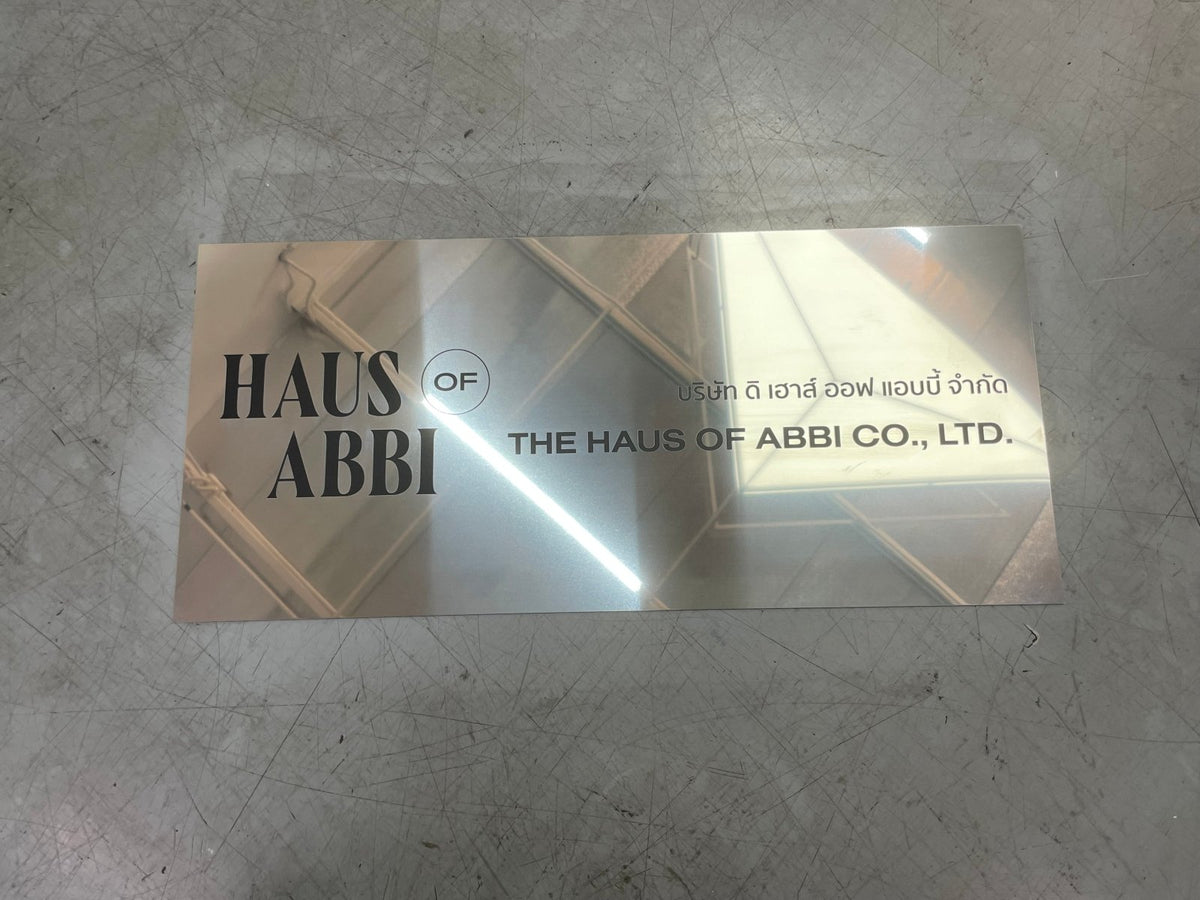 HAUS OF
ABBI
บริษัท ดิ เฮาส์ ออฟ แอบบี้ จำกัด
THE HAUS OF ABBI CO., LTD.